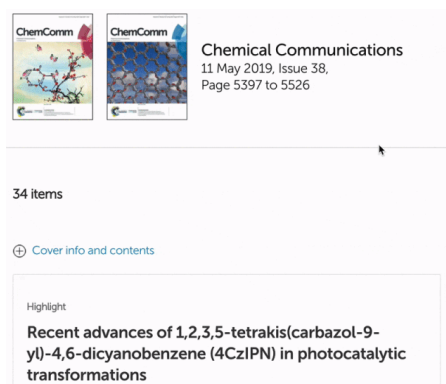 ChemComm
ChemComm
Chemical Communications
11 May 2019, Issue 38,
Page 5397 to 5526
34 items
Cover info and contents
Highlight
Recent advances of 1,2,3,5-tetrakis(carbazol-9-
yl)-4,6-dicyanobenzene (4CzIPN) in photocatalytic
transformations